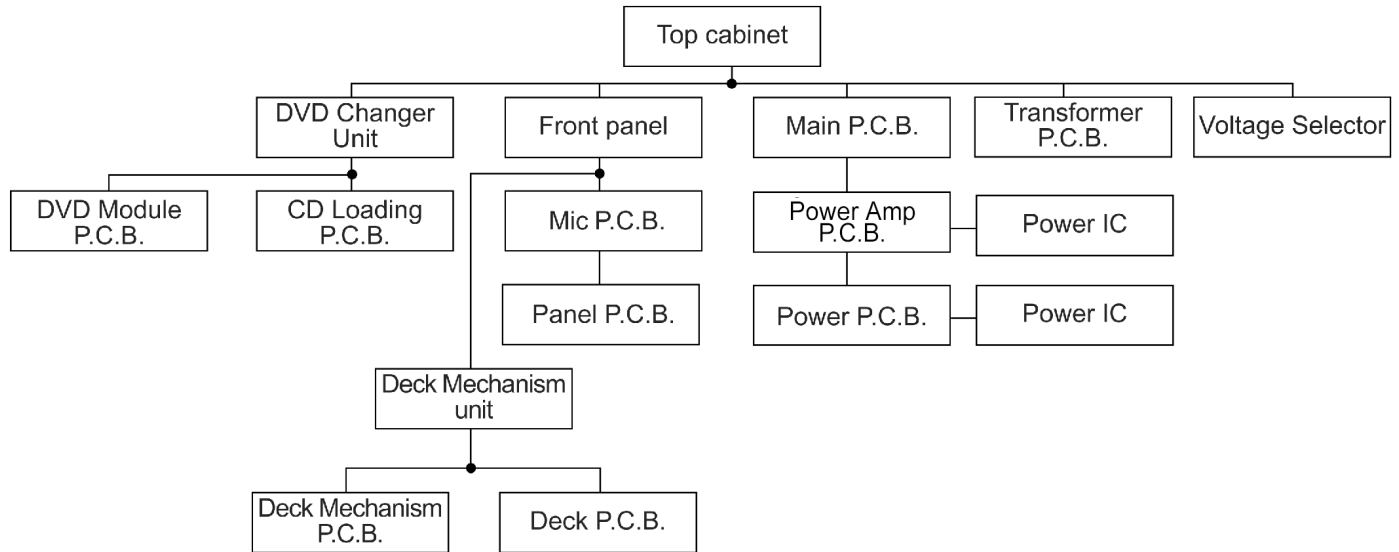 Top cabinet
DVD Changer
Unit
Front panel
Main P.C.B.
Transformer
P.C.B.
Voltage Selector
DVD Module
P.C.B.
CD Loading
P.C.B.
Mic P.C.B.
Power Amp
P.C.B.
Power IC
Panel P.C.B.
Power P.C.B.
Power IC
Deck Mechanism
unit
Deck Mechanism
P.C.B.
Deck P.C.B.